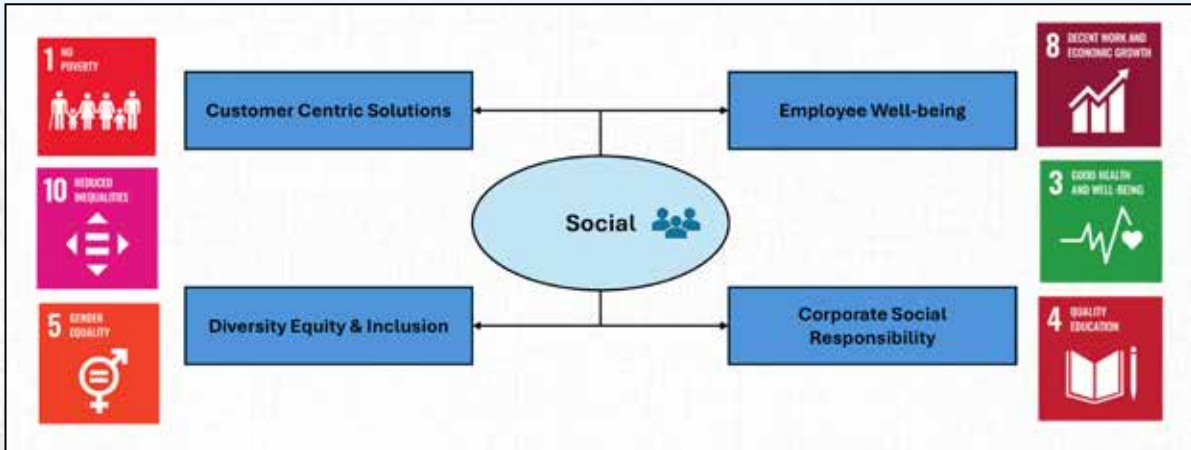 1 NO
POVERTY
Customer Centric Solutions
Employee Well-being
8 DECENT WORK AND
ECONOMIC GROWTH
10 REDUCED
INEQUALITIES
Social
3 GOOD HEALTH
AND WELL-BEING
5 GENDER
EQUALITY
Diversity Equity & Inclusion
Corporate Social
Responsibility
4 QUALITY
EDUCATION